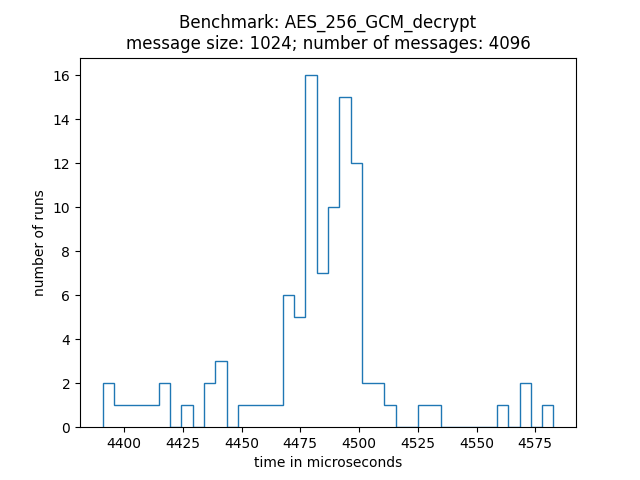 Benchmark: AES_256_GCM_decrypt
message size: 1024; number of messages: 4096
16
14
12
10
8
6
4
2
0
number of runs
4400 4425 4450 4475 4500 4525 4550 4575
time in microseconds